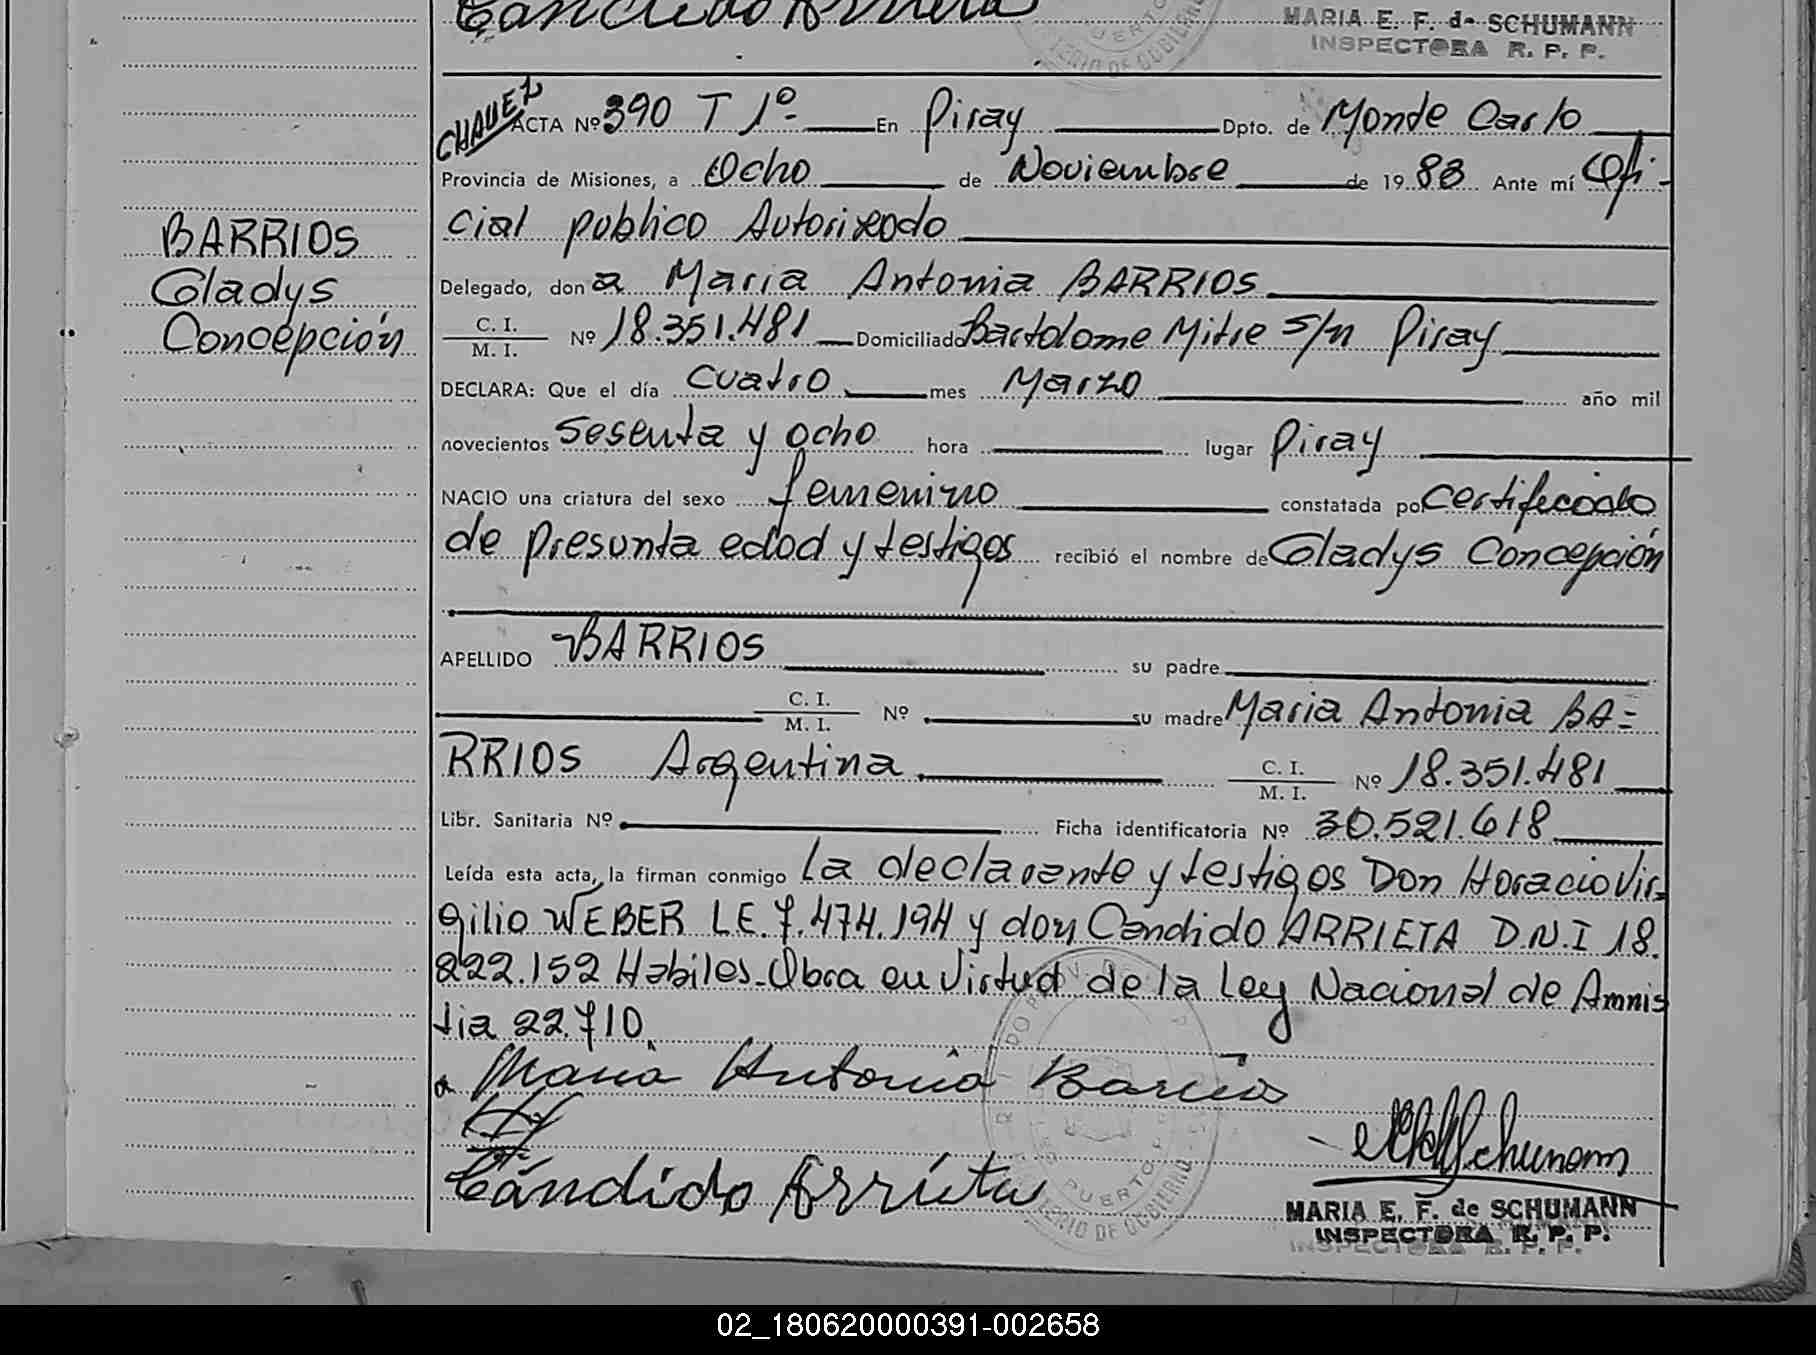 Candido Arrieta
MARIA E. F. de SCHUMANN
INSPECTORA R. P. P.
CHAVEZ
ACTA Nº 390 T 1º- En Piray Dpto. de Monde Carlo
Provincia de Misiones, a Ocho de Noviembre de 1988 Ante mí Ofi-
cial publico Autorizado
Delegado, don a Maria Antonia BARRIOS
C. I. / M. I. Nº 18.351.481 Domiciliado Bartolome Mitre S/n Piray
DECLARA: Que el día cuatro mes Marzo año mil
novecientos sesenta y ocho hora lugar Piray
NACIO una criatura del sexo femenino constatada por certificado
de presunta edad y testigos recibió el nombre de Gladys Concepción
APELLIDO BARRIOS su padre
C. I. / M. I. Nº su madre Maria Antonia BA=
RRIOS Argentina C. I. / M. I. Nº 18.351.481
Libr. Sanitaria Nº Ficha identificatoria Nº 30.521.618
Leída esta acta, la firman conmigo La declarante y testigos Don Horacio Vir-
gilio WEBER L.E. 7.474.194 y don Candido ARRIETA D.N.I 18.
222.152 Habiles. Obra en virtud de la Ley Nacional de Amnis
tia 22.710.
Maria Antonia Barrios
Cándido Arrieta
Schumann
MARIA E. F. de SCHUMANN
INSPECTORA R. P. P.
BARRIOS
Gladys
Concepción
02_180620000391-002658